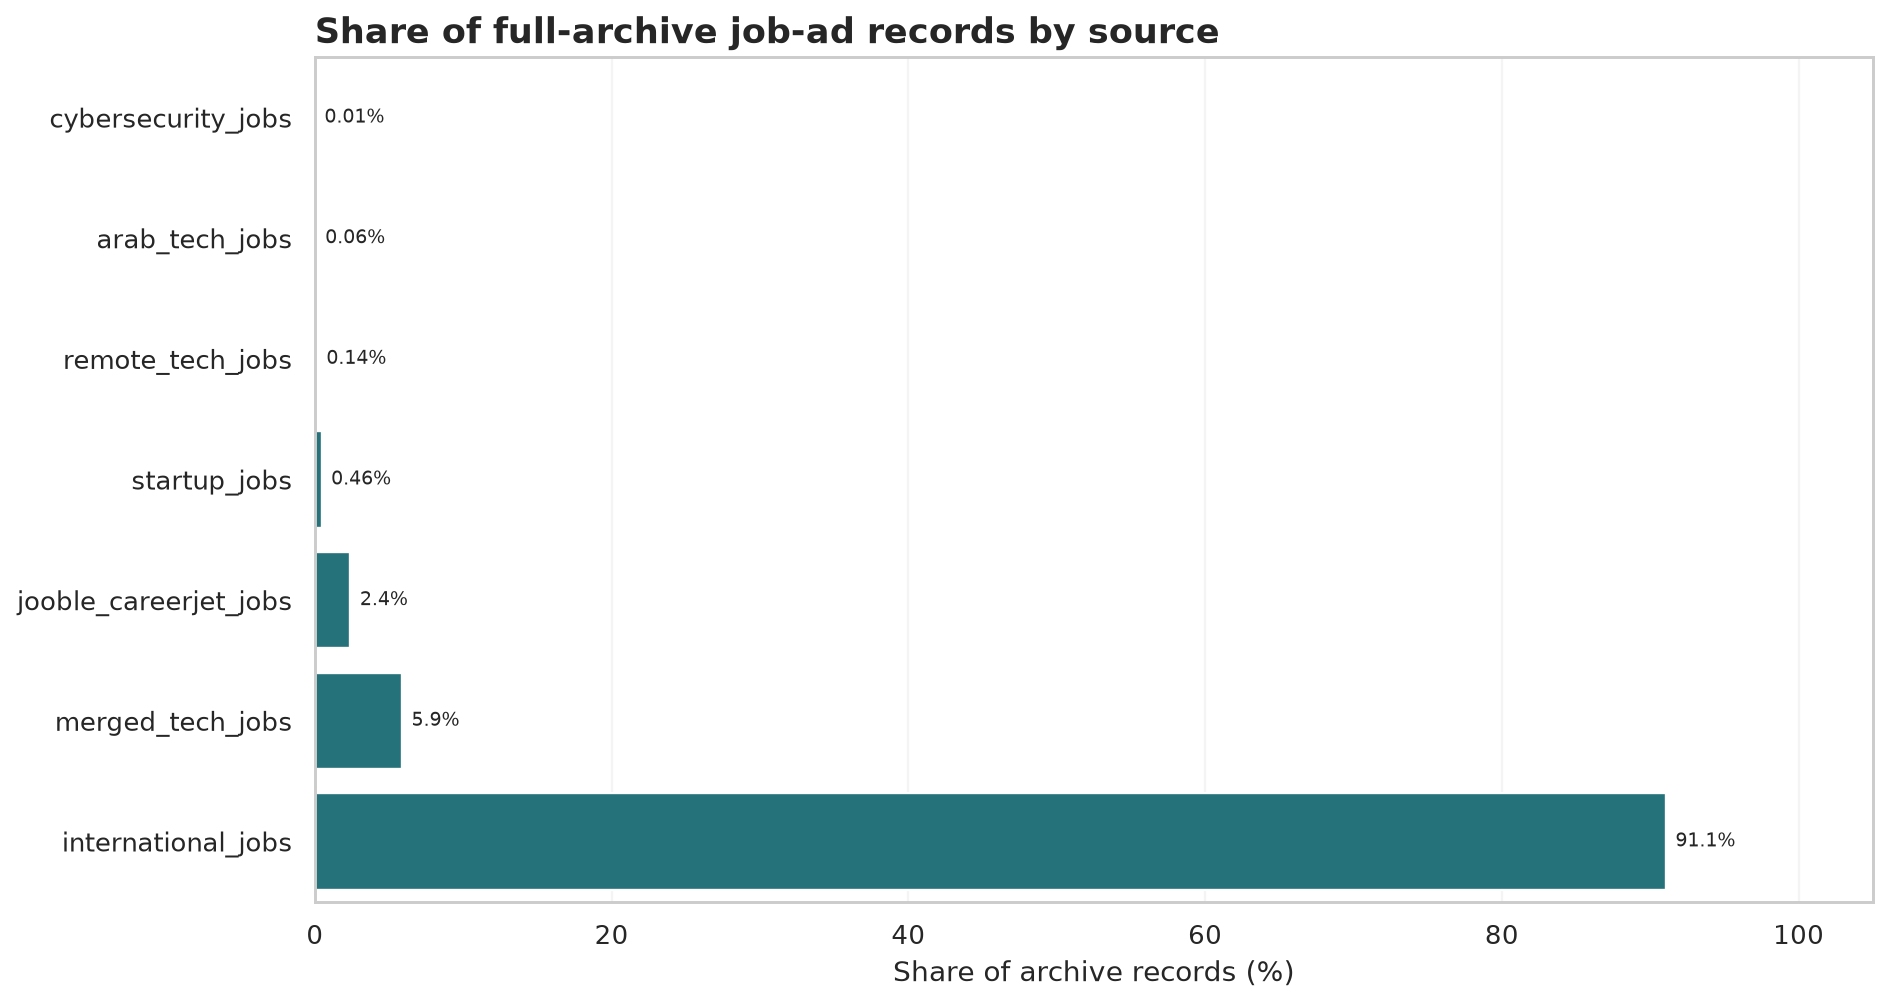 Share of full-archive job-ad records by source
cybersecurity_jobs 0.01%
arab_tech_jobs 0.06%
remote_tech_jobs 0.14%
startup_jobs 0.46%
jooble_careerjet_jobs 2.4%
merged_tech_jobs 5.9%
international_jobs 91.1%
0 20 40 60 80 100
Share of archive records (%)